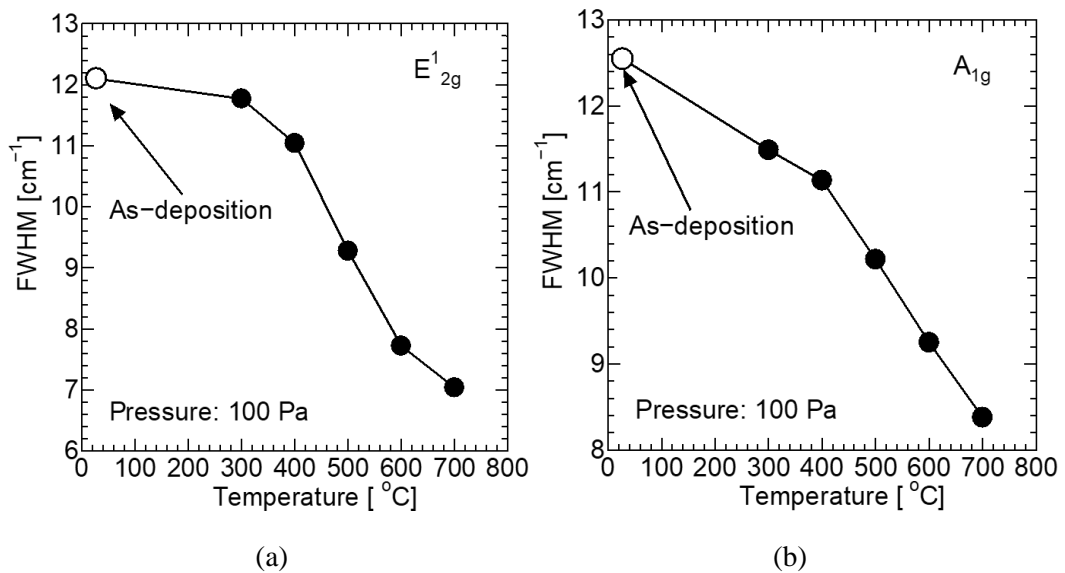 13
12
11
10
9
8
7
6
FWHM [cm⁻¹]
E¹₂g
As−deposition
Pressure: 100 Pa
0 100 200 300 400 500 600 700 800
Temperature [ °C]
(a)
13
12
11
10
9
8
FWHM [cm⁻¹]
A₁g
As−deposition
Pressure: 100 Pa
0 100 200 300 400 500 600 700 800
Temperature [ °C]
(b)